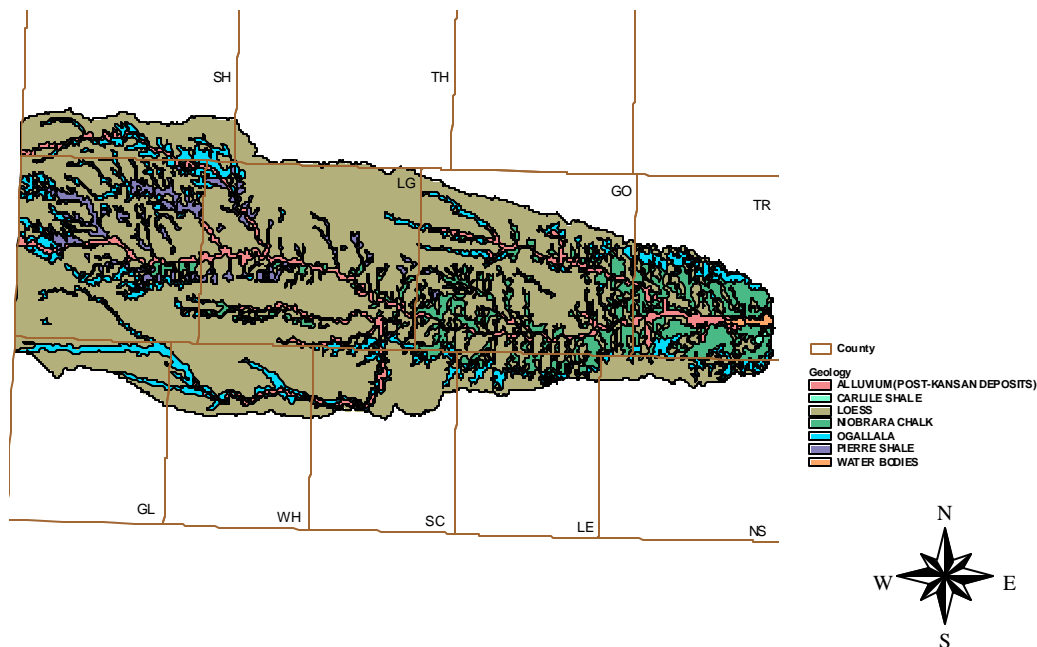 SH
TH
LG
GO
TR
County
Geology
ALLUVIUM(POST-KANSAN DEPOSITS)
CARLILE SHALE
LOESS
NIOBRARA CHALK
OGALLALA
PIERRE SHALE
WATER BODIES
GL
WH
SC
LE
NS
N
W
E
S